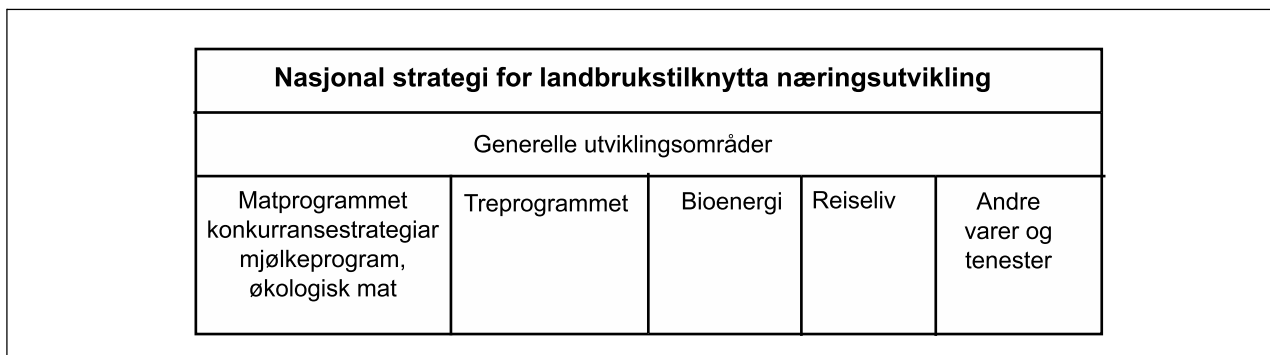 Nasjonal strategi for landbrukstilknytta næringsutvikling
Generelle utviklingsområder
Matprogrammet
konkurransestrategiar
mjølkeprogram,
økologisk mat
Treprogrammet
Bioenergi
Reiseliv
Andre
varer og
tenester